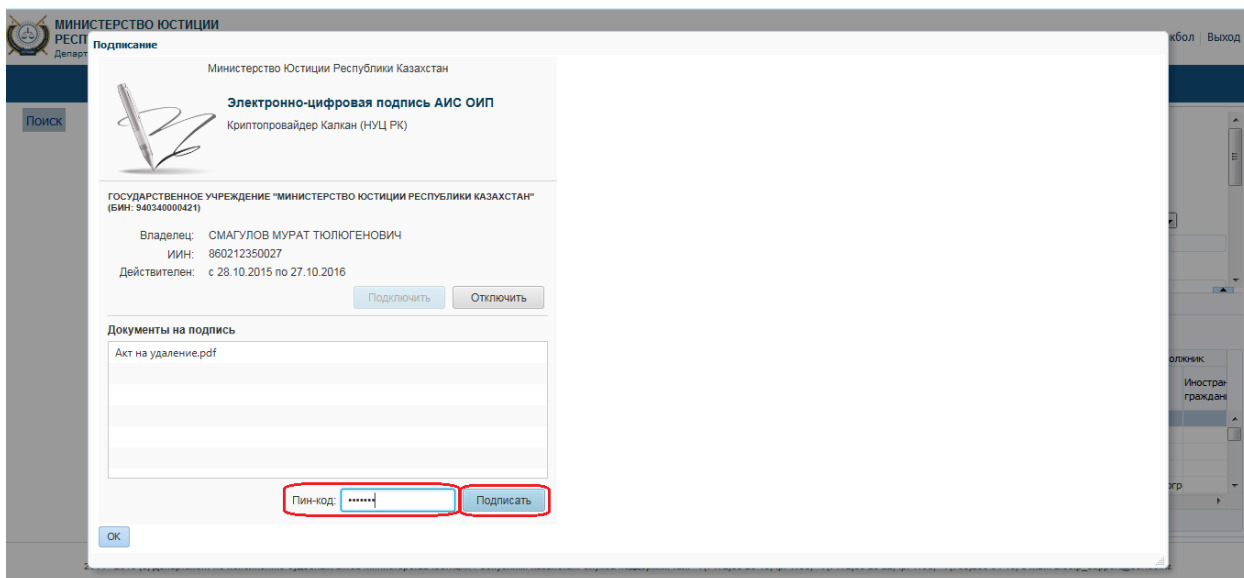 МИНИСТЕРСТВО ЮСТИЦИИ
РЕСП
Департ
кбол Выход
Подписание
Министерство Юстиции Республики Казахстан
Электронно-цифровая подпись АИС ОИП
Криптопровайдер Калкан (НУЦ РК)
Поиск
ГОСУДАРСТВЕННОЕ УЧРЕЖДЕНИЕ "МИНИСТЕРСТВО ЮСТИЦИИ РЕСПУБЛИКИ КАЗАХСТАН"
(БИН: 940340000421)
Владелец: СМАГУЛОВ МУРАТ ТЮЛЮГЕНОВИЧ
ИИН: 860212350027
Действителен: с 28.10.2015 по 27.10.2016
Подключить Отключить
Документы на подпись
Акт на удаление.pdf
олжник
Иностран
граждани
Пин-код: ••••••• Подписать
огр
OK